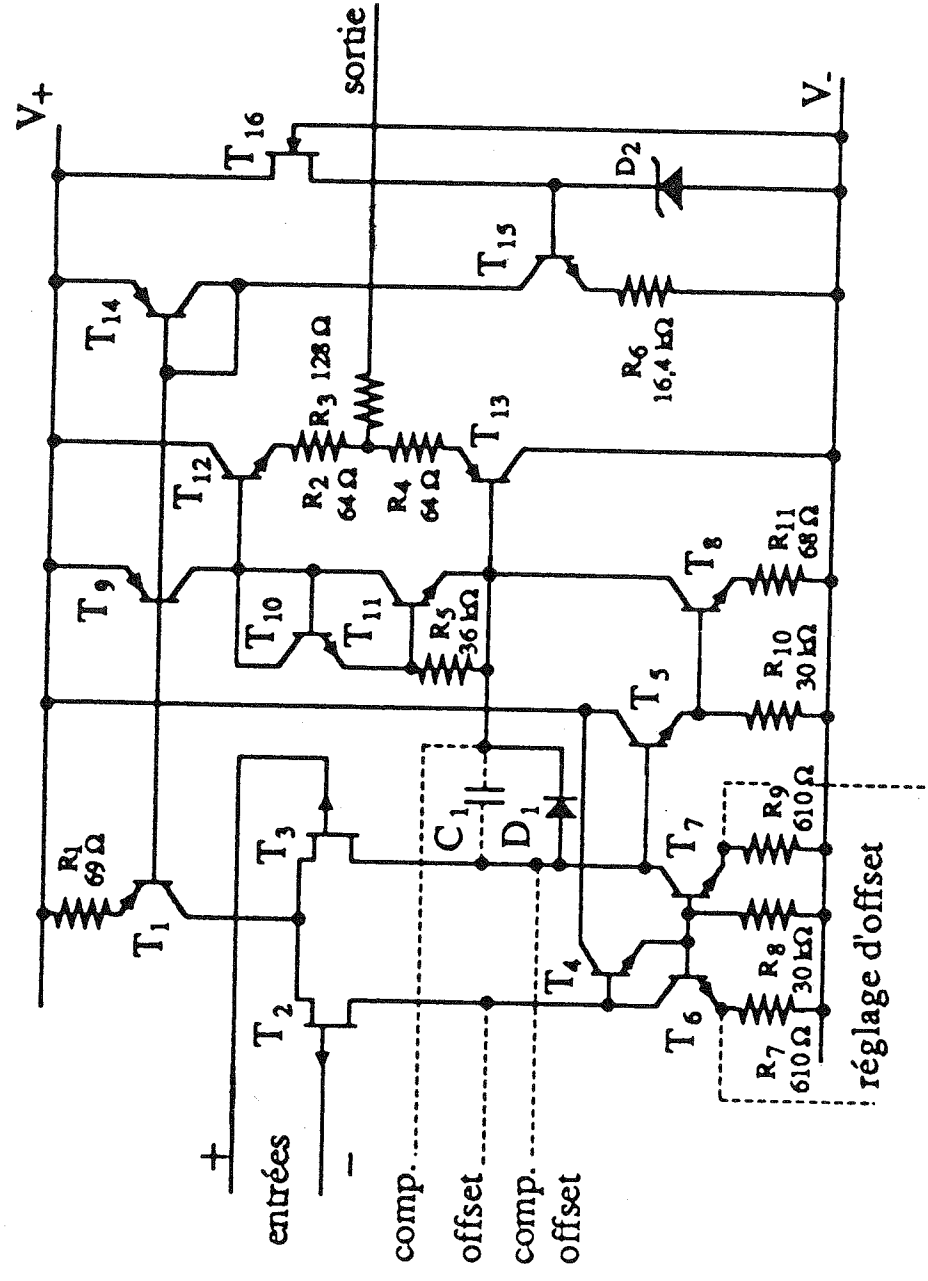 V+
sortie
T16
T14
T12
T9
R1
69 Ω
T1
T3
T2
+
entrées
−
T10
T11
R5
36 kΩ
R2
64 Ω
R3 128 Ω
R4
64 Ω
T13
T15
R6
16,4 kΩ
D2
V-
comp.
offset
comp.
offset
C1
D1
T4
T5
T6
T7
T8
R7
610 Ω
R8
30 kΩ
R9
610 Ω
R10
30 kΩ
R11
68 Ω
réglage d'offset